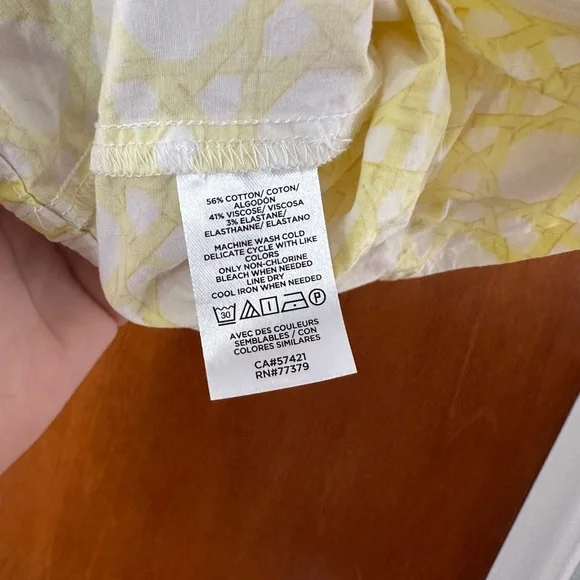 56% COTTON/ COTON/
ALGODÓN
41% VISCOSE/ VISCOSA
3% ELASTANE/
ELASTHANNE/ ELASTANO
MACHINE WASH COLD
DELICATE CYCLE WITH LIKE
COLORS
ONLY NON-CHLORINE
BLEACH WHEN NEEDED
LINE DRY
COOL IRON WHEN NEEDED
30 P
AVEC DES COULEURS
SEMBLABLES / CON
COLORES SIMILARES
CA#57421
RN#77379